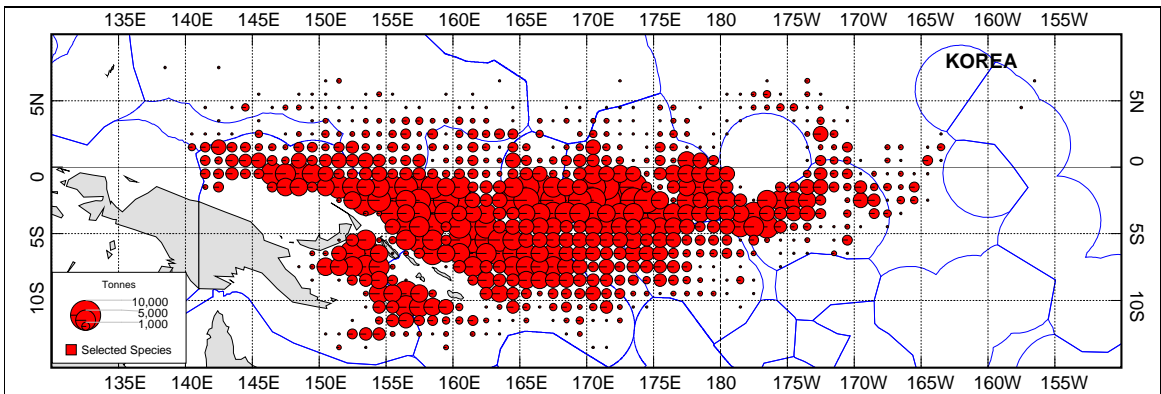 135E 140E 145E 150E 155E 160E 165E 170E 175E 180 175W 170W 165W 160W 155W
KOREA
5N 5N
0 0
5S 5S
10S 10S
Tonnes
10,000
5,000
1,000
Selected Species
135E 140E 145E 150E 155E 160E 165E 170E 175E 180 175W 170W 165W 160W 155W